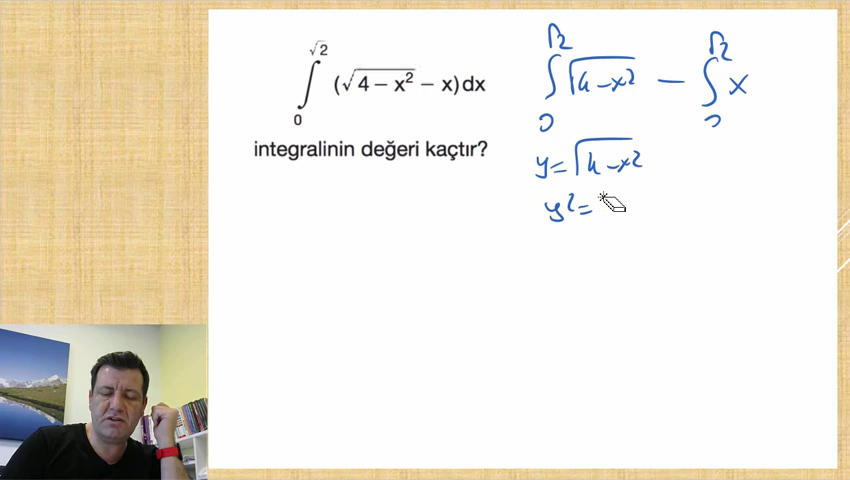 √2
∫ (√4 − x² − x) dx
0
integralinin değeri kaçtır?
√2 √2
∫ √4−x² − ∫ x
0 0
y = √4−x²
y² =